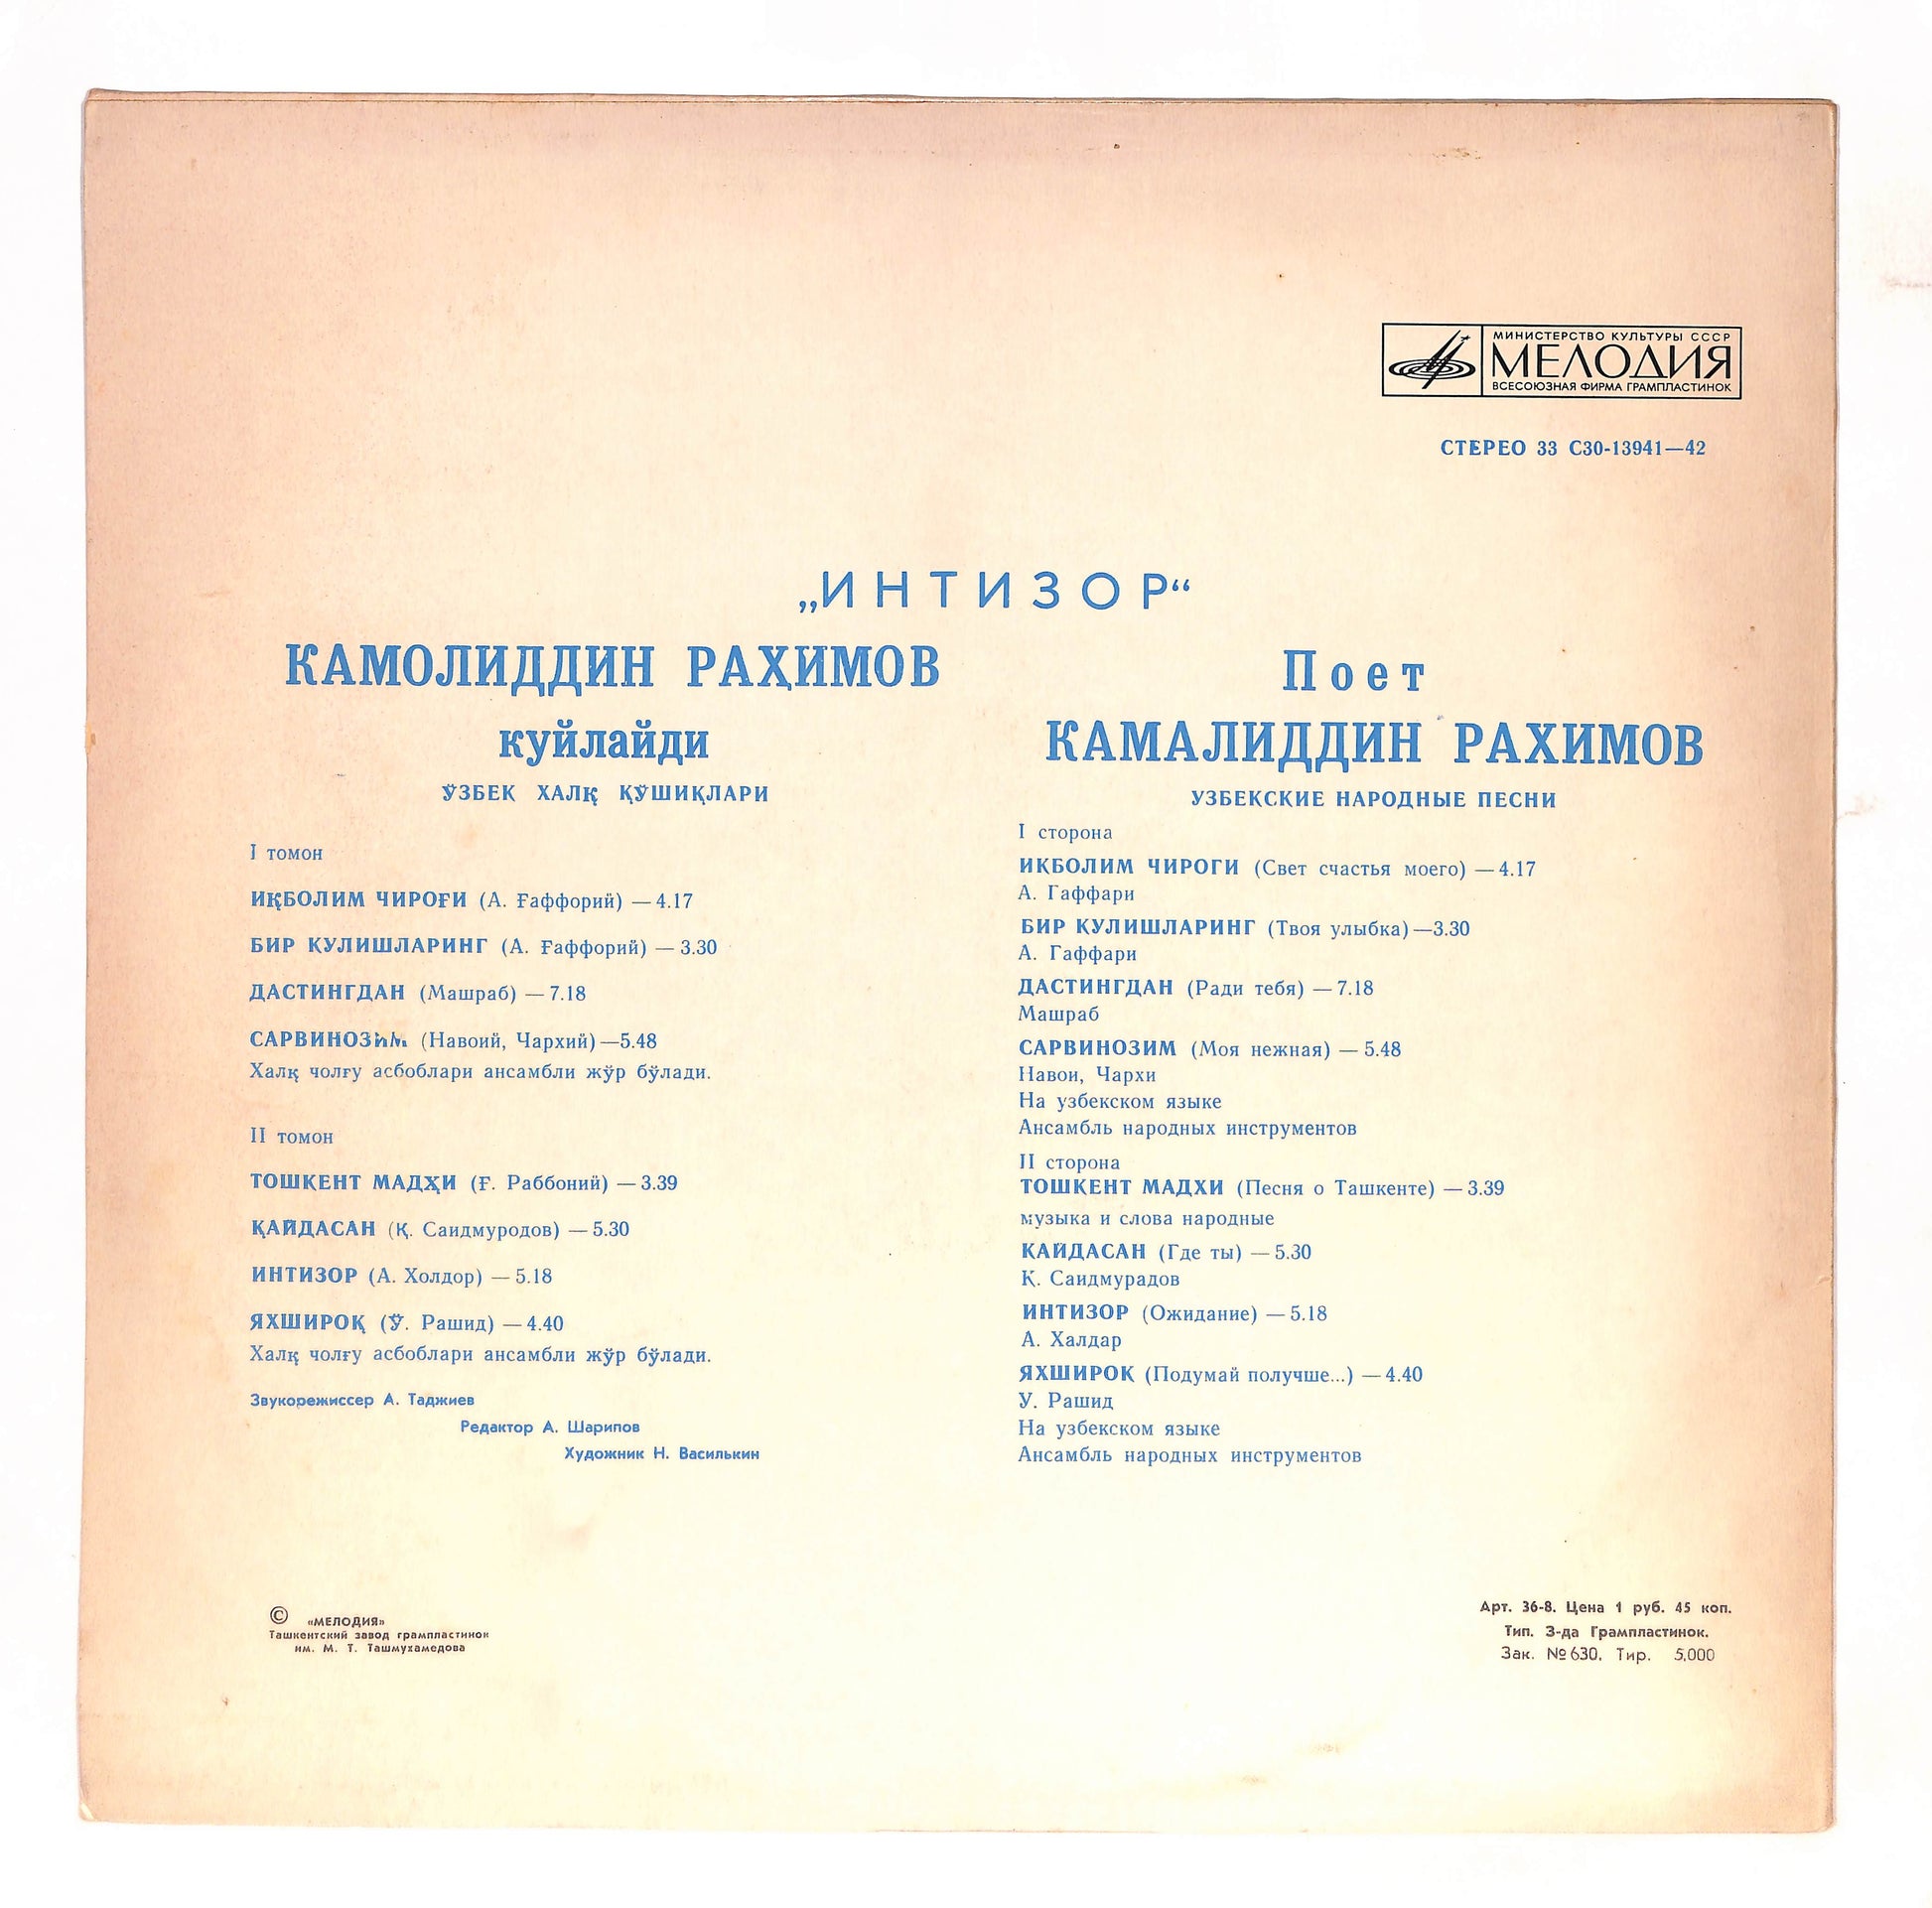 МИНИСТЕРСТВО КУЛЬТУРЫ СССР
МЕЛОДИЯ
ВСЕСОЮЗНАЯ ФИРМА ГРАМПЛАСТИНОК
СТЕРЕО 33 С30-13941—42
„ИНТИЗОР“
КАМОЛИДДИН РАҲИМОВ
куйлайди
ЎЗБЕК ХАЛҚ ҚЎШИҚЛАРИ
I томон
ИҚБОЛИМ ЧИРОҒИ (А. Ғаффорий) — 4.17
БИР КУЛИШЛАРИНГ (А. Ғаффорий) — 3.30
ДАСТИНГДАН (Машраб) — 7.18
САРВИНОЗИМ (Навоий, Чархий) —5.48
Халқ чолғу асбоблари ансамбли жўр бўлади.
II томон
ТОШКЕНТ МАДҲИ (Ғ. Раббоний) — 3.39
ҚАЙДАСАН (Қ. Саидмуродов) — 5.30
ИНТИЗОР (А. Холдор) — 5.18
ЯХШИРОҚ (Ў. Рашид) — 4.40
Халқ чолғу асбоблари ансамбли жўр бўлади.
Звукорежиссер А. Таджиев
Редактор А. Шарипов
Художник Н. Василькин
Поет
КАМАЛИДДИН РАХИМОВ
УЗБЕКСКИЕ НАРОДНЫЕ ПЕСНИ
I сторона
ИҚБОЛИМ ЧИРОГИ (Свет счастья моего) — 4.17
А. Гаффари
БИР КУЛИШЛАРИНГ (Твоя улыбка) —3.30
А. Гаффари
ДАСТИНГДАН (Ради тебя) — 7.18
Машраб
САРВИНОЗИМ (Моя нежная) — 5.48
Навои, Чархи
На узбекском языке
Ансамбль народных инструментов
II сторона
ТОШКЕНТ МАДХИ (Песня о Ташкенте) — 3.39
музыка и слова народные
КАЙДАСАН (Где ты) — 5.30
К. Саидмурадов
ИНТИЗОР (Ожидание) — 5.18
А. Халдар
ЯХШИРОК (Подумай получше...) — 4.40
У. Рашид
На узбекском языке
Ансамбль народных инструментов
© «МЕЛОДИЯ»
Ташкентский завод грампластинок
им. М. Т. Ташмухамедова
Арт. 36-8. Цена 1 руб. 45 коп.
Тип. З-да Грампластинок.
Зак. №630. Тир. 5,000